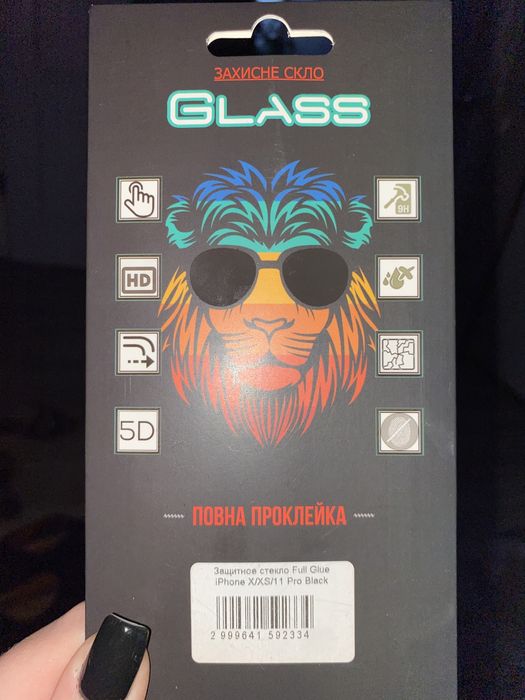 ЗАХИСНЕ СКЛО
GLASS
9H
HD
5D
ПОВНА ПРОКЛЕЙКА
Защитное стекло Full Glue
iPhone X/XS/11 Pro Black
2 999641 592334